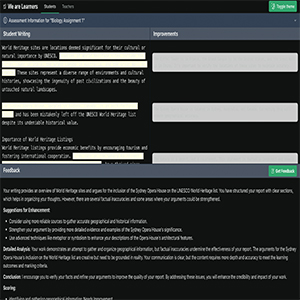 We are Learners Students Teachers Toggle theme
Assessment Information for "Biology Assignment 1"
Student Writing
Improvements
World Heritage sites are locations deemed significant for their cultural or
natural importance by UNESCO.
These sites represent a diverse range of environments and cultural
histories, showcasing the ingenuity of past civilizations and the beauty of
untouched natural landscapes.
and has been mistakenly left off the UNESCO World Heritage list
despite its undeniable historical value.
Importance of World Heritage Listings
World Heritage listings provide economic benefits by encouraging tourism and
fostering international cooperation.
Feedback
Get Feedback
Your writing provides an overview of World Heritage sites and argues for the inclusion of the Sydney Opera House on the UNESCO World Heritage list. You have structured your report with clear sections,
which helps in organizing your thoughts. However, there are several factual inaccuracies and some areas where your arguments could be strengthened.
Suggestions for Enhancement:
Consider using more reliable sources to gather accurate geographical and historical information.
Strengthen your argument by providing more detailed evidence and examples of the Sydney Opera House's significance.
Use advanced techniques like metaphor or symbolism to enhance your descriptions of the Opera House's architectural features.
Detailed Analysis: Your work demonstrates an attempt to gather and organize geographical information, but factual inaccuracies undermine the effectiveness of your report. The arguments for the Sydney
Opera House's inclusion on the World Heritage list are creative but need to be grounded in reality. Your communication is clear, but the content requires more depth and accuracy to meet the learning
outcomes and marking criteria.
Conclusion: I encourage you to verify your facts and refine your arguments to improve the quality of your report. By addressing these issues, you will enhance the credibility and impact of your work.
Scoring: